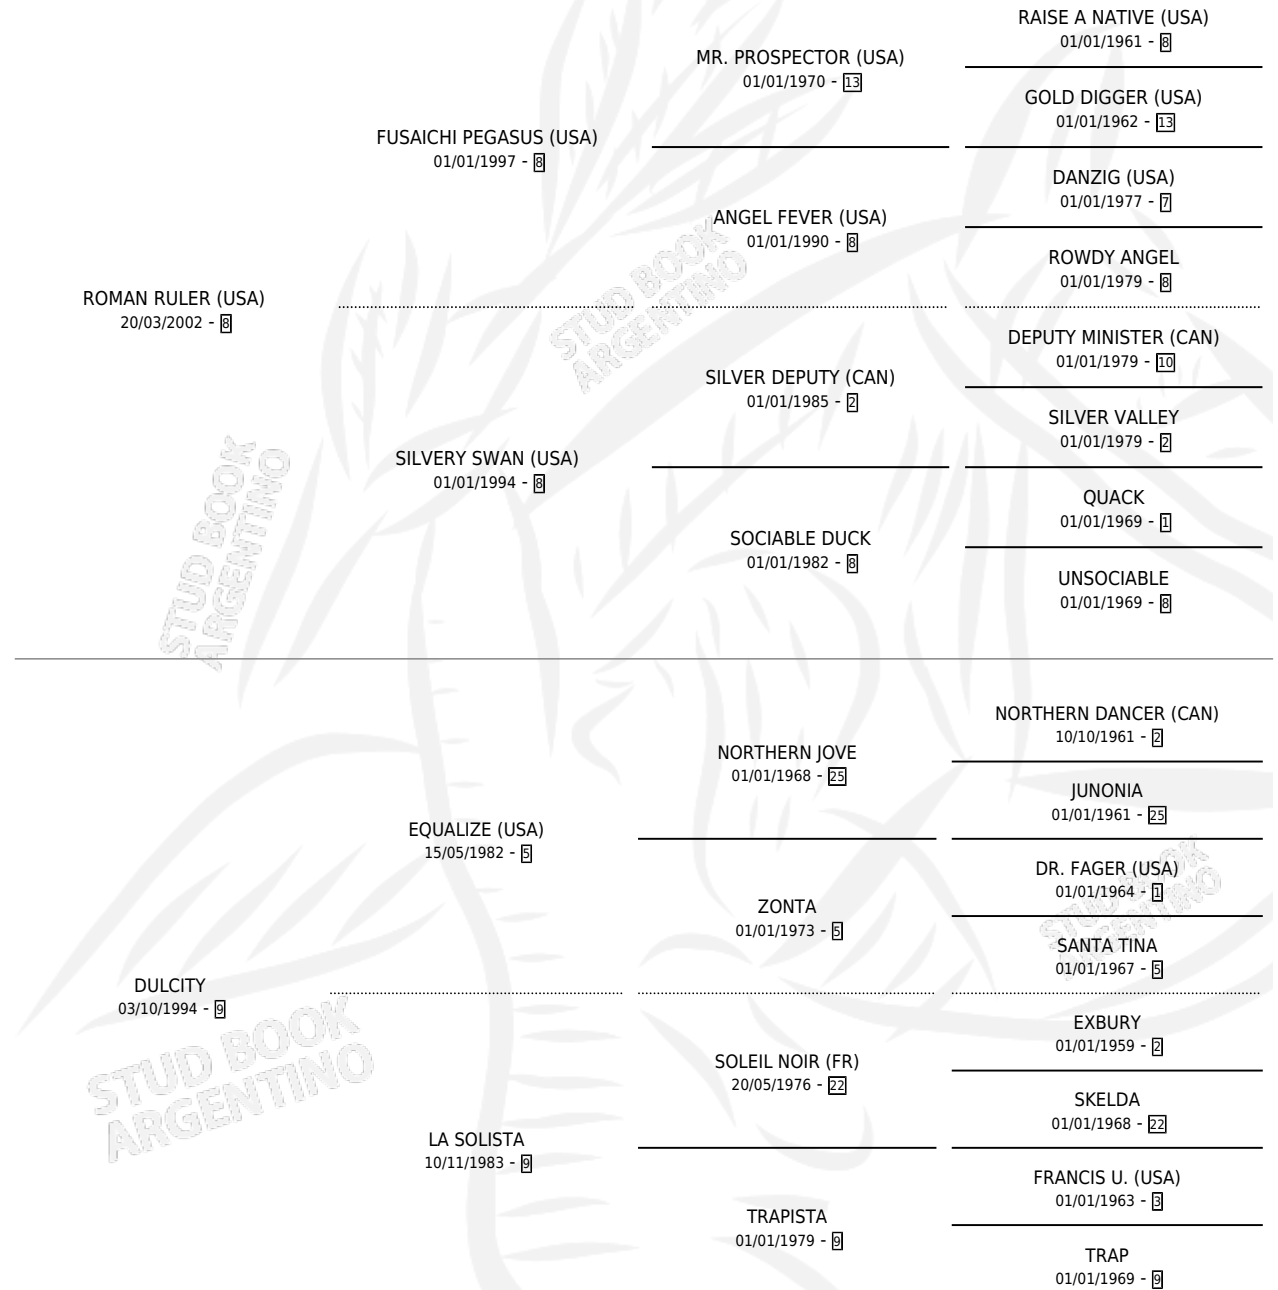 RAISE A NATIVE (USA)
01/01/1961 - 8
MR. PROSPECTOR (USA)
01/01/1970 - 13
GOLD DIGGER (USA)
01/01/1962 - 13
FUSAICHI PEGASUS (USA)
01/01/1997 - 8
DANZIG (USA)
01/01/1977 - 7
ANGEL FEVER (USA)
01/01/1990 - 8
ROWDY ANGEL
01/01/1979 - 8
ROMAN RULER (USA)
20/03/2002 - 8
DEPUTY MINISTER (CAN)
01/01/1979 - 10
SILVER DEPUTY (CAN)
01/01/1985 - 2
SILVER VALLEY
01/01/1979 - 2
SILVERY SWAN (USA)
01/01/1994 - 8
QUACK
01/01/1969 - 1
SOCIABLE DUCK
01/01/1982 - 8
UNSOCIABLE
01/01/1969 - 8
NORTHERN DANCER (CAN)
10/10/1961 - 2
NORTHERN JOVE
01/01/1968 - 25
JUNONIA
01/01/1961 - 25
EQUALIZE (USA)
15/05/1982 - 5
DR. FAGER (USA)
01/01/1964 - 1
ZONTA
01/01/1973 - 5
SANTA TINA
01/01/1967 - 5
DULCITY
03/10/1994 - 9
EXBURY
01/01/1959 - 2
SOLEIL NOIR (FR)
20/05/1976 - 22
SKELDA
01/01/1968 - 22
LA SOLISTA
10/11/1983 - 9
FRANCIS U. (USA)
01/01/1963 - 3
TRAPISTA
01/01/1979 - 9
TRAP
01/01/1969 - 9
STUD BOOK
ARGENTINO
STUD BOOK
ARGENTINO
STUD BOOK
ARGENTINO
STUD BOOK
ARGENTINO